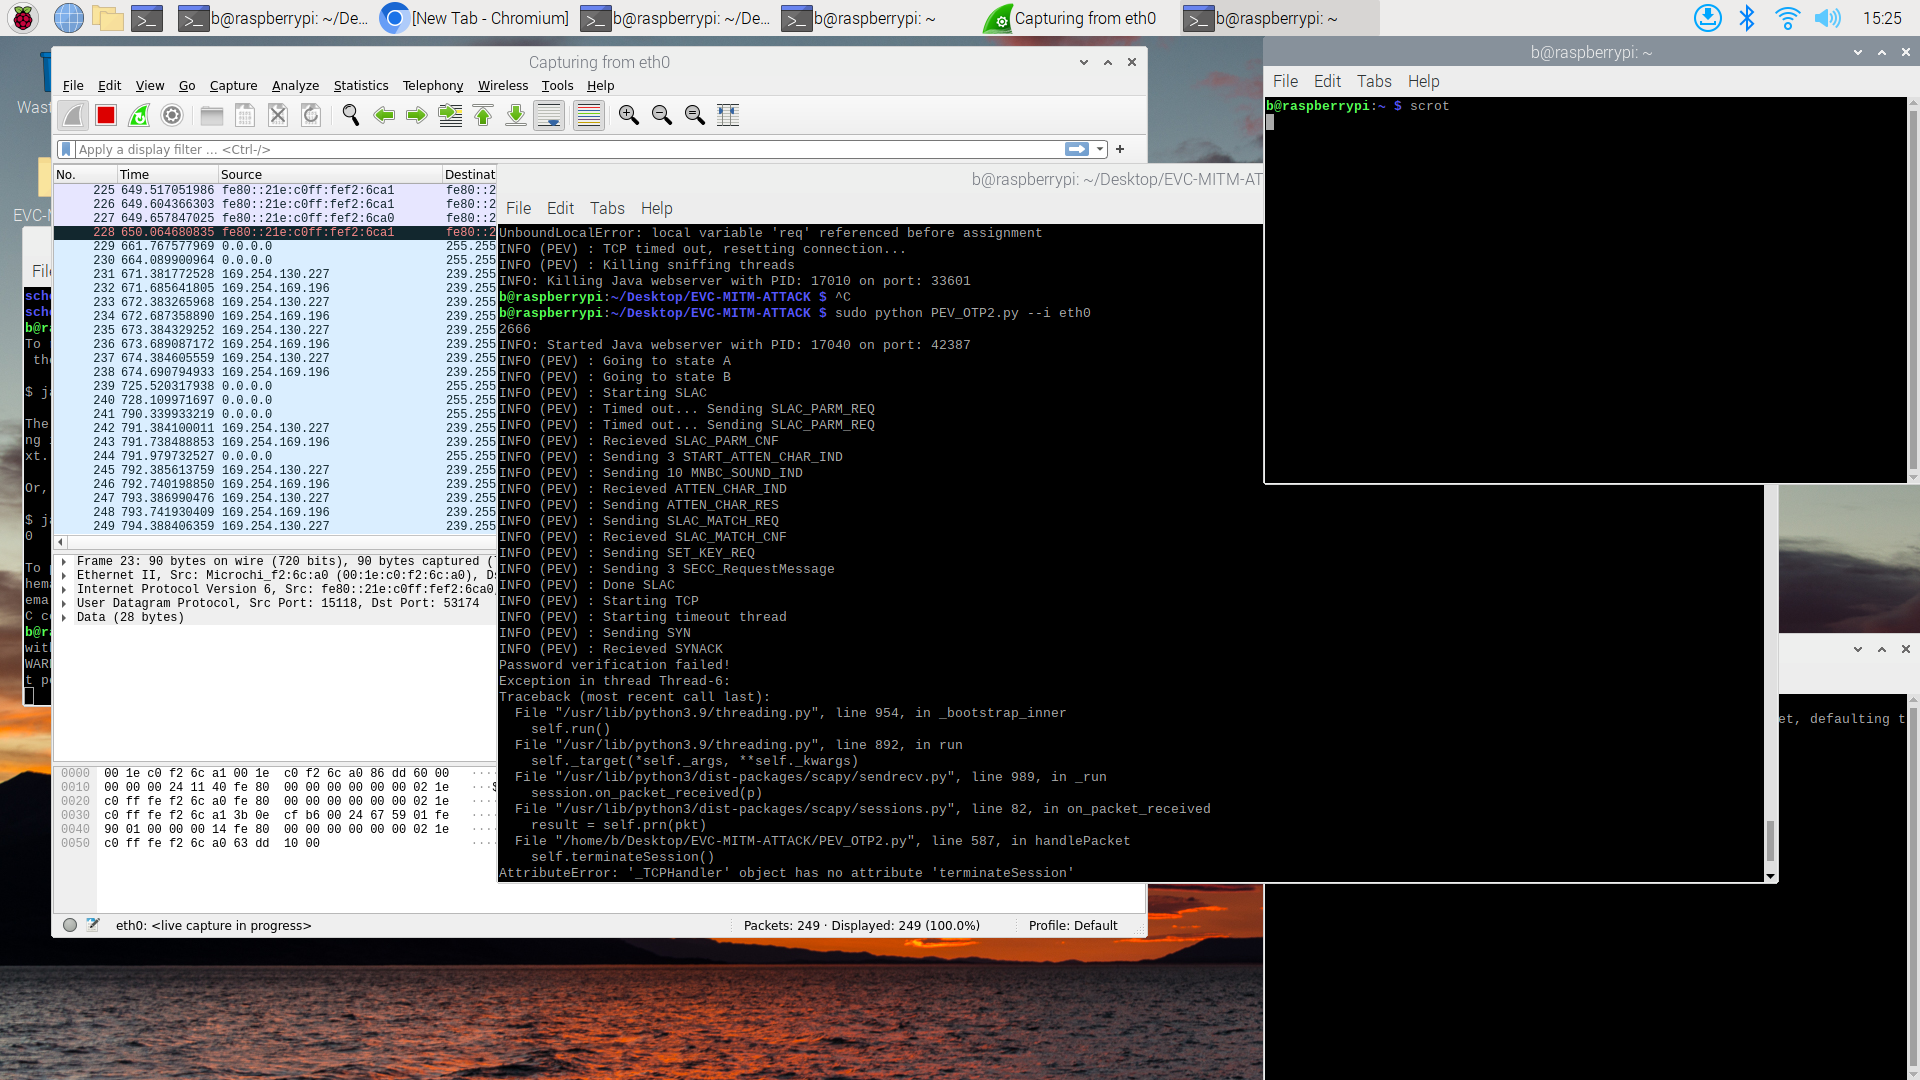 b@raspberrypi: ~/De...
[New Tab - Chromium]
b@raspberrypi: ~/De...
b@raspberrypi: ~
Capturing from eth0
b@raspberrypi: ~
15:25
Wast
EVC-M
Capturing from eth0
File Edit View Go Capture Analyze Statistics Telephony Wireless Tools Help
Apply a display filter ... <Ctrl-/>
No. Time Source Destinat
225 649.517051986 fe80::21e:c0ff:fef2:6ca1 fe80::2
226 649.604366303 fe80::21e:c0ff:fef2:6ca1 fe80::2
227 649.657847025 fe80::21e:c0ff:fef2:6ca0 fe80::2
228 650.064680835 fe80::21e:c0ff:fef2:6ca1 fe80::2
229 661.767577969 0.0.0.0 255.255
230 664.089900964 0.0.0.0 255.255
231 671.381772528 169.254.130.227 239.255
232 671.685641805 169.254.169.196 239.255
233 672.383265968 169.254.130.227 239.255
234 672.687358890 169.254.169.196 239.255
235 673.384329252 169.254.130.227 239.255
236 673.689087172 169.254.169.196 239.255
237 674.384605559 169.254.130.227 239.255
238 674.690794933 169.254.169.196 239.255
239 725.520317938 0.0.0.0 255.255
240 728.109971697 0.0.0.0 255.255
241 790.339933219 0.0.0.0 255.255
242 791.384100011 169.254.130.227 239.255
243 791.738488853 169.254.169.196 239.255
244 791.979732527 0.0.0.0 255.255
245 792.385613759 169.254.130.227 239.255
246 792.740198850 169.254.169.196 239.255
247 793.386990476 169.254.130.227 239.255
248 793.741930409 169.254.169.196 239.255
249 794.388406359 169.254.130.227 239.255
Frame 23: 90 bytes on wire (720 bits), 90 bytes captured (
Ethernet II, Src: Microchi_f2:6c:a0 (00:1e:c0:f2:6c:a0), Ds
Internet Protocol Version 6, Src: fe80::21e:c0ff:fef2:6ca0,
User Datagram Protocol, Src Port: 15118, Dst Port: 53174
Data (28 bytes)
0000 00 1e c0 f2 6c a1 00 1e c0 f2 6c a0 86 dd 60 00
0010 00 00 00 24 11 40 fe 80 00 00 00 00 00 00 02 1e
0020 c0 ff fe f2 6c a0 fe 80 00 00 00 00 00 00 02 1e
0030 c0 ff fe f2 6c a1 3b 0e cf b6 00 24 67 59 01 fe
0040 90 01 00 00 00 14 fe 80 00 00 00 00 00 00 02 1e
0050 c0 ff fe f2 6c a0 63 dd 10 00
eth0: <live capture in progress>
Packets: 249 · Displayed: 249 (100.0%)
Profile: Default
File
sche
sche
b@ra
To
the
$ ja
The
ng
xt.
Or,
$ ja
0
To p
hema
ema
C co
b@ra
with
WARN
t po
b@raspberrypi: ~/Desktop/EVC-MITM-AT
File Edit Tabs Help
UnboundLocalError: local variable 'req' referenced before assignment
INFO (PEV) : TCP timed out, resetting connection...
INFO (PEV) : Killing sniffing threads
INFO: Killing Java webserver with PID: 17010 on port: 33601
b@raspberrypi:~/Desktop/EVC-MITM-ATTACK $ ^C
b@raspberrypi:~/Desktop/EVC-MITM-ATTACK $ sudo python PEV_OTP2.py --i eth0
2666
INFO: Started Java webserver with PID: 17040 on port: 42387
INFO (PEV) : Going to state A
INFO (PEV) : Going to state B
INFO (PEV) : Starting SLAC
INFO (PEV) : Timed out... Sending SLAC_PARM_REQ
INFO (PEV) : Timed out... Sending SLAC_PARM_REQ
INFO (PEV) : Recieved SLAC_PARM_CNF
INFO (PEV) : Sending 3 START_ATTEN_CHAR_IND
INFO (PEV) : Sending 10 MNBC_SOUND_IND
INFO (PEV) : Recieved ATTEN_CHAR_IND
INFO (PEV) : Sending ATTEN_CHAR_RES
INFO (PEV) : Sending SLAC_MATCH_REQ
INFO (PEV) : Recieved SLAC_MATCH_CNF
INFO (PEV) : Sending SET_KEY_REQ
INFO (PEV) : Sending 3 SECC_RequestMessage
INFO (PEV) : Done SLAC
INFO (PEV) : Starting TCP
INFO (PEV) : Starting timeout thread
INFO (PEV) : Sending SYN
INFO (PEV) : Recieved SYNACK
Password verification failed!
Exception in thread Thread-6:
Traceback (most recent call last):
File "/usr/lib/python3.9/threading.py", line 954, in _bootstrap_inner
self.run()
File "/usr/lib/python3.9/threading.py", line 892, in run
self._target(*self._args, **self._kwargs)
File "/usr/lib/python3/dist-packages/scapy/sendrecv.py", line 989, in _run
session.on_packet_received(p)
File "/usr/lib/python3/dist-packages/scapy/sessions.py", line 82, in on_packet_received
result = self.prn(pkt)
File "/home/b/Desktop/EVC-MITM-ATTACK/PEV_OTP2.py", line 587, in handlePacket
self.terminateSession()
AttributeError: '_TCPHandler' object has no attribute 'terminateSession'
b@raspberrypi: ~
File Edit Tabs Help
b@raspberrypi:~ $ scrot
et, defaulting t